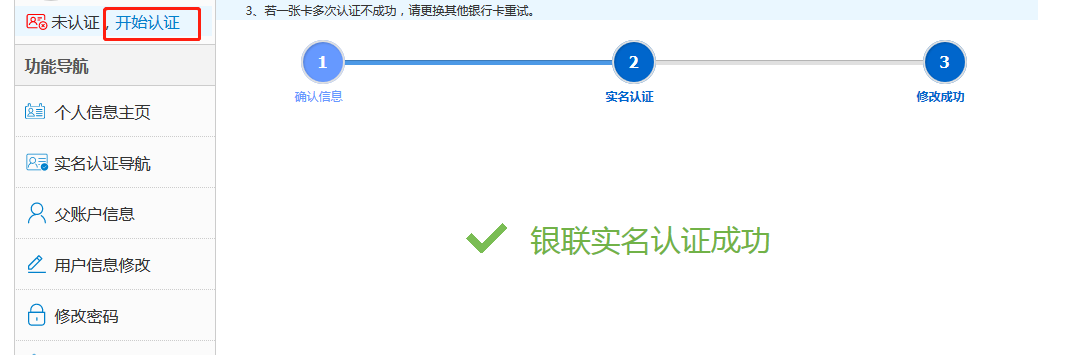 未认证，开始认证
功能导航
个人信息主页
实名认证导航
父账户信息
用户信息修改
修改密码
3、若一张卡多次认证不成功，请更换其他银行卡重试。
1
2
3
确认信息
实名认证
修改成功
银联实名认证成功